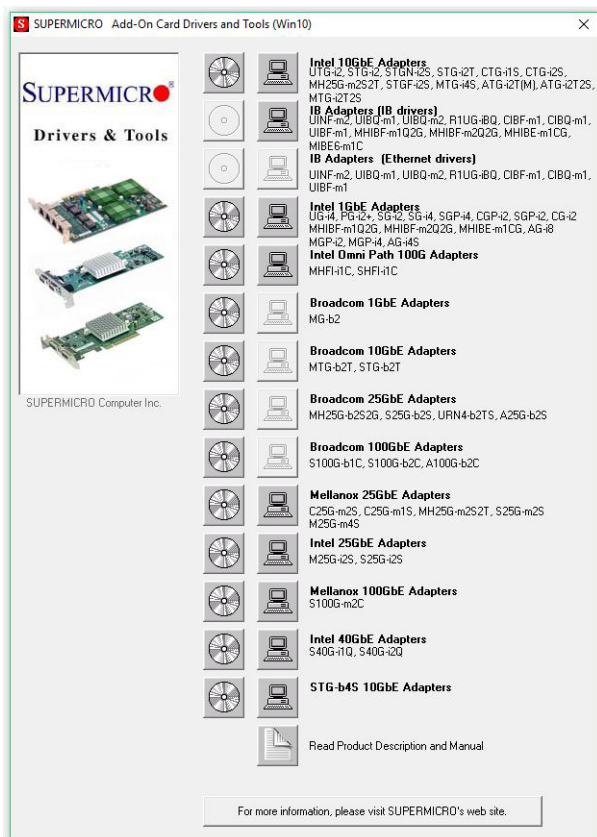 SUPERMICRO Add-On Card Drivers and Tools (Win10)
SUPERMICRO®
Drivers & Tools
SUPERMICRO Computer Inc.
Intel 10GbE Adapters
UTG-i2, STG-i2, STGN-i2S, STG-i2T, CTG-i1S, CTG-i2S,
MH25G-m2S2T, STGF-i2S, MTG-i4S, ATG-i2T(M), ATG-i2TS,
MTG-i2T2S
IB Adapters (IB drivers)
UINF-m2, UIBQ-m1, UIBQ-m2, R1UG-iBQ, CIBF-m1, CIBQ-m1,
UIBF-m1, MHIBF-m1Q2G, MHIBF-m2Q2G, MHIBE-m1CG,
MIBE6-m1C
IB Adapters (Ethernet drivers)
UINF-m2, UIBQ-m1, UIBQ-m2, R1UG-IBQ, CIBF-m1, CIBQ-m1,
UIBF-m1
Intel 1GbE Adapters
UG-i4, PG-i2+, SG-i2, SG-i4, SGP-i4, CGP-i2, SGP-i2, CG-i2
MHIBF-m1Q2G, MHIBF-m2Q2G, MHIBE-m1CG, AG-i8
MGP-i2, MGP-i4, AG-i4S
Intel Omni Path 100G Adapters
MHFI-i1C, SHFI-i1C
Broadcom 1GbE Adapters
MG-b2
Broadcom 10GbE Adapters
MTG-b2T, STG-b2T
Broadcom 25GbE Adapters
MH25G-b2S2G, S25G-b2S, URN4-b2TS, A25G-b2S
Broadcom 100GbE Adapters
S100G-b1C, S100G-b2C, A100G-b2C
Mellanox 25GbE Adapters
C25G-m2S, C25G-m1S, MH25G-m2S2T, S25G-m2S
M25G-m4S
Intel 25GbE Adapters
M25G-i2S, S25G-i2S
Mellanox 100GbE Adapters
S100G-m2C
Intel 40GbE Adapters
S40G-i1Q, S40G-i2Q
STG-b4S 10GbE Adapters
Read Product Description and Manual
For more information, please visit SUPERMICRO's web site.